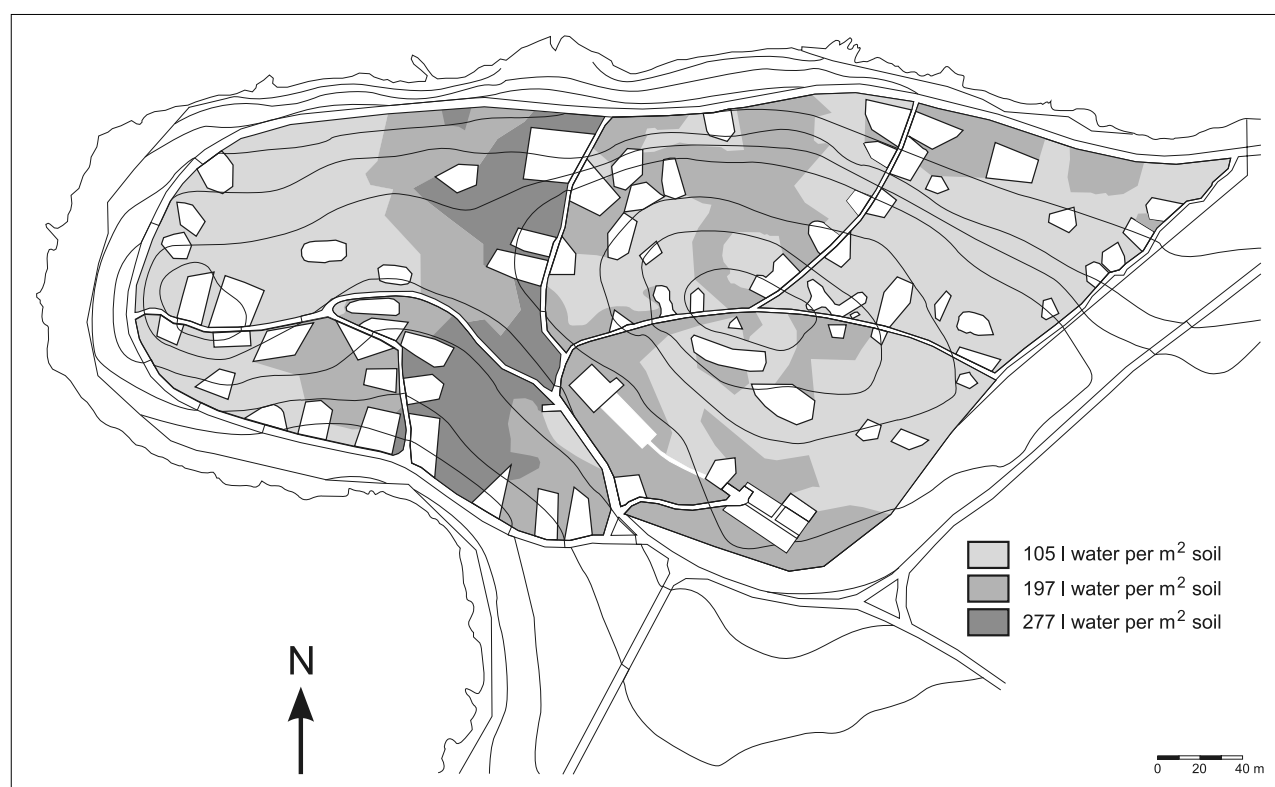 105 l water per m² soil
197 l water per m² soil
277 l water per m² soil
N
0 20 40 m